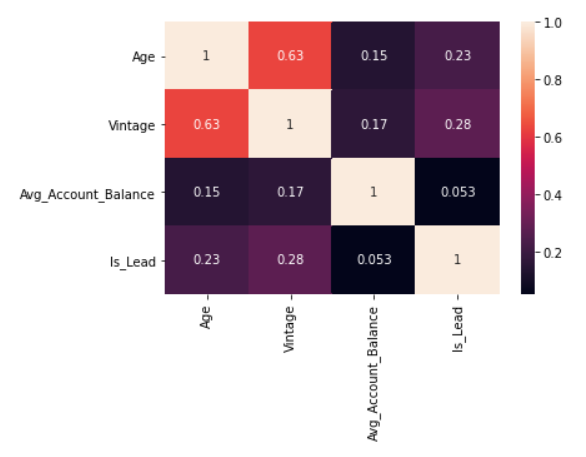 Age 1 0.63 0.15 0.23
Vintage 0.63 1 0.17 0.28
Avg_Account_Balance 0.15 0.17 1 0.053
Is_Lead 0.23 0.28 0.053 1
Age
Vintage
Avg_Account_Balance
Is_Lead
1.0
0.8
0.6
0.4
0.2